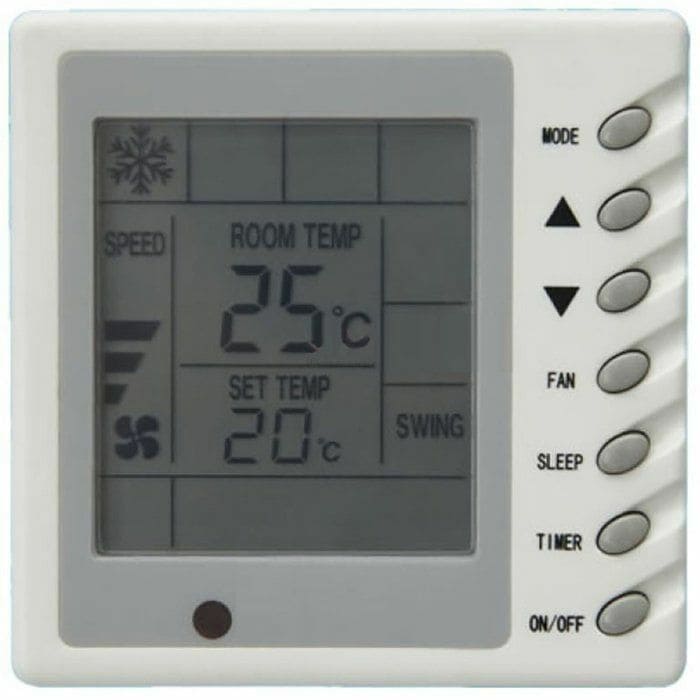 MODE
▲
SPEED
ROOM TEMP
25°C
▼
SET TEMP
20°C
FAN
SWING
SLEEP
TIMER
ON/OFF